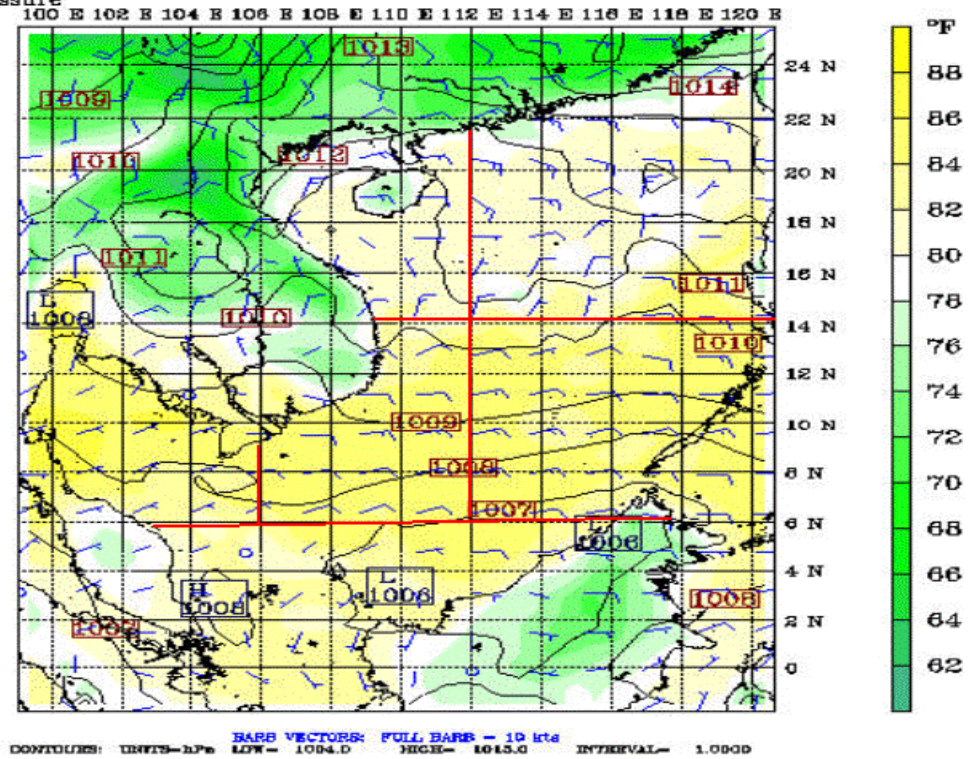 ssure
100 E 102 E 104 E 106 E 108 E 110 E 112 E 114 E 116 E 118 E 120 E
°F
1013
24 N
88
1009
1014
22 N
86
1010
1012
20 N
84
18 N
82
1011
16 N
1011
80
L
1008
1010
14 N
1010
78
76
12 N
74
1009
10 N
72
1008
8 N
70
1007
6 N
68
L
1006
4 N
66
H
1008
L
1006
1008
2 N
64
0
62
BARB VECTORS: FULL BARB = 10 kts
CONTOURS: UNITS=hPa LOW= 1004.0 HIGH= 1013.0 INTERVAL= 1.0000